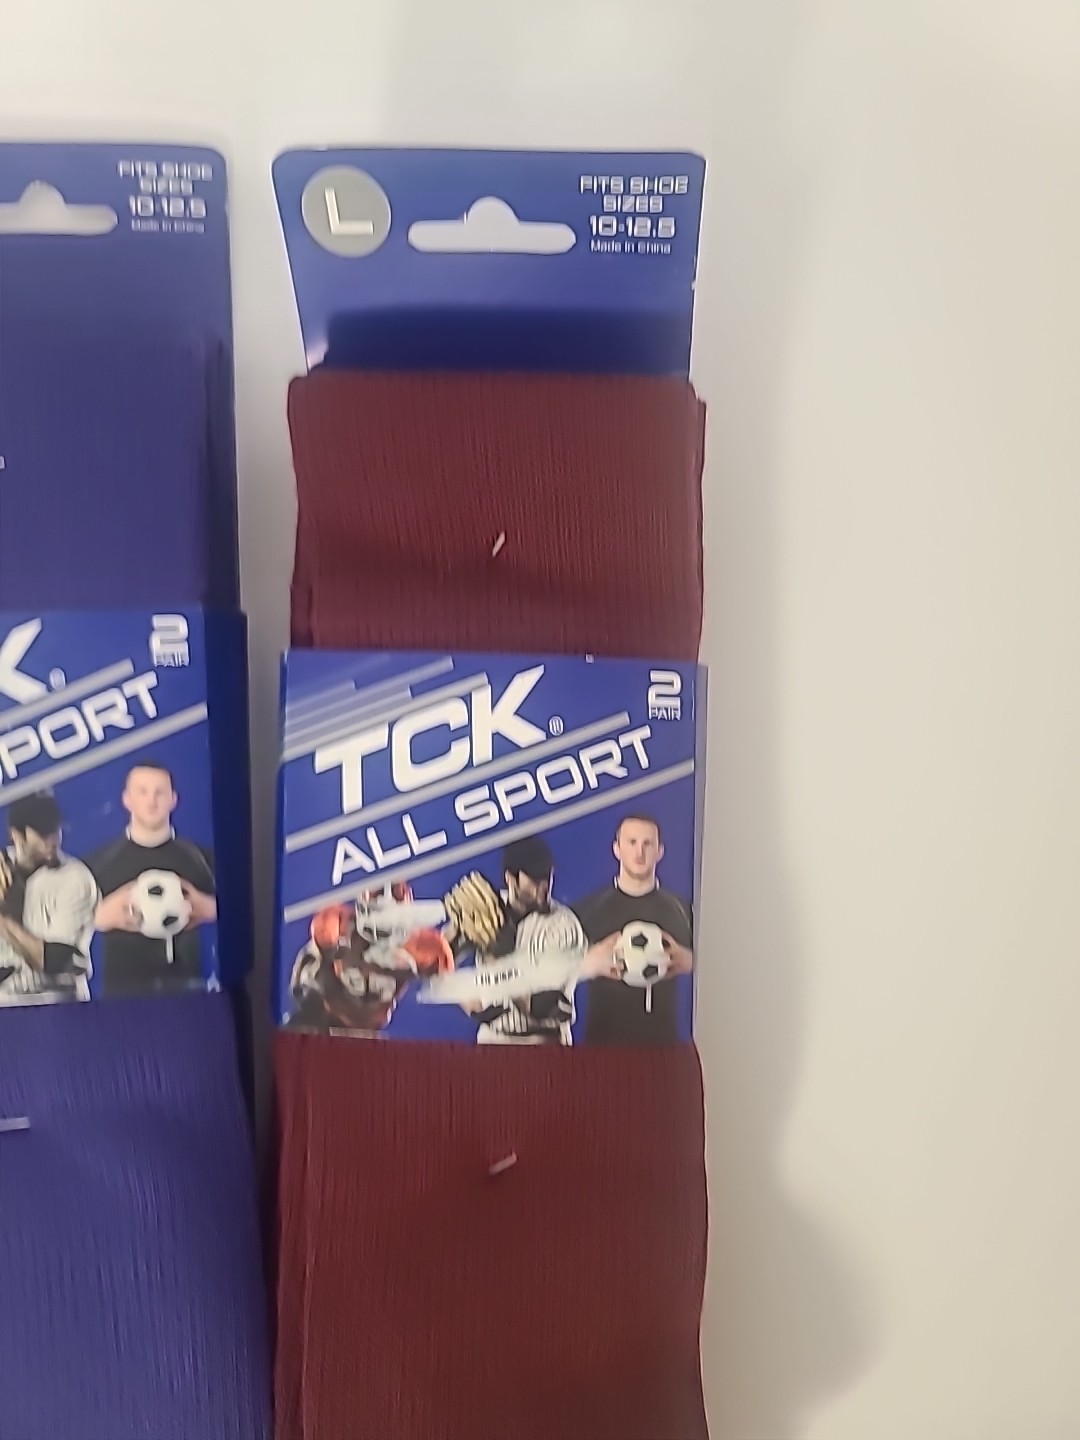 FITS SHOE
SIZES
10-12.5
Made in China
K®
2
PAIR
SPORT
L
FITS SHOE
SIZES
10-12.5
Made in China
TCK®
2
PAIR
ALL SPORT